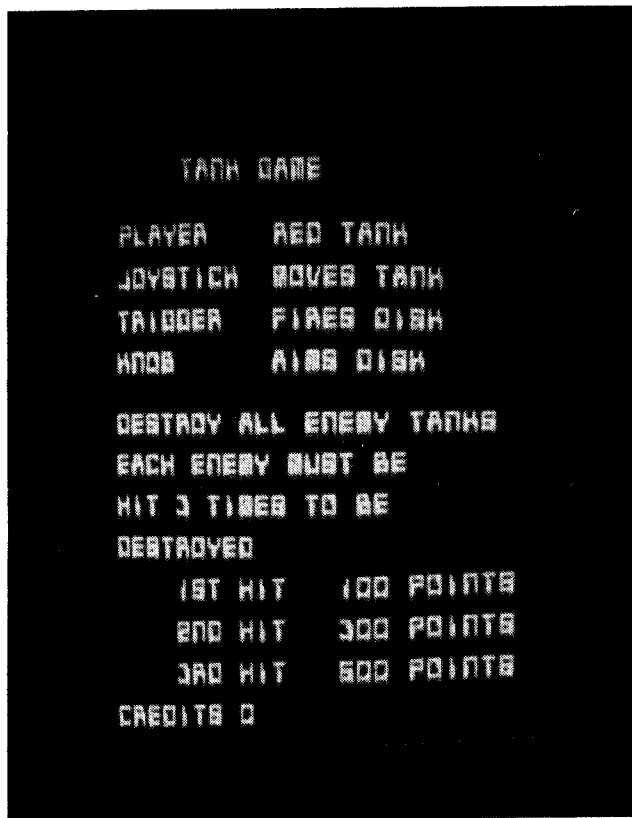 TANK GAME
PLAYER RED TANK
JOYSTICK MOVES TANK
TRIGGER FIRES DISK
KNOB AIMS DISK
DESTROY ALL ENEMY TANKS
EACH ENEMY MUST BE
HIT 3 TIMES TO BE
DESTROYED
1ST HIT 100 POINTS
2ND HIT 300 POINTS
3RD HIT 500 POINTS
CREDITS 0